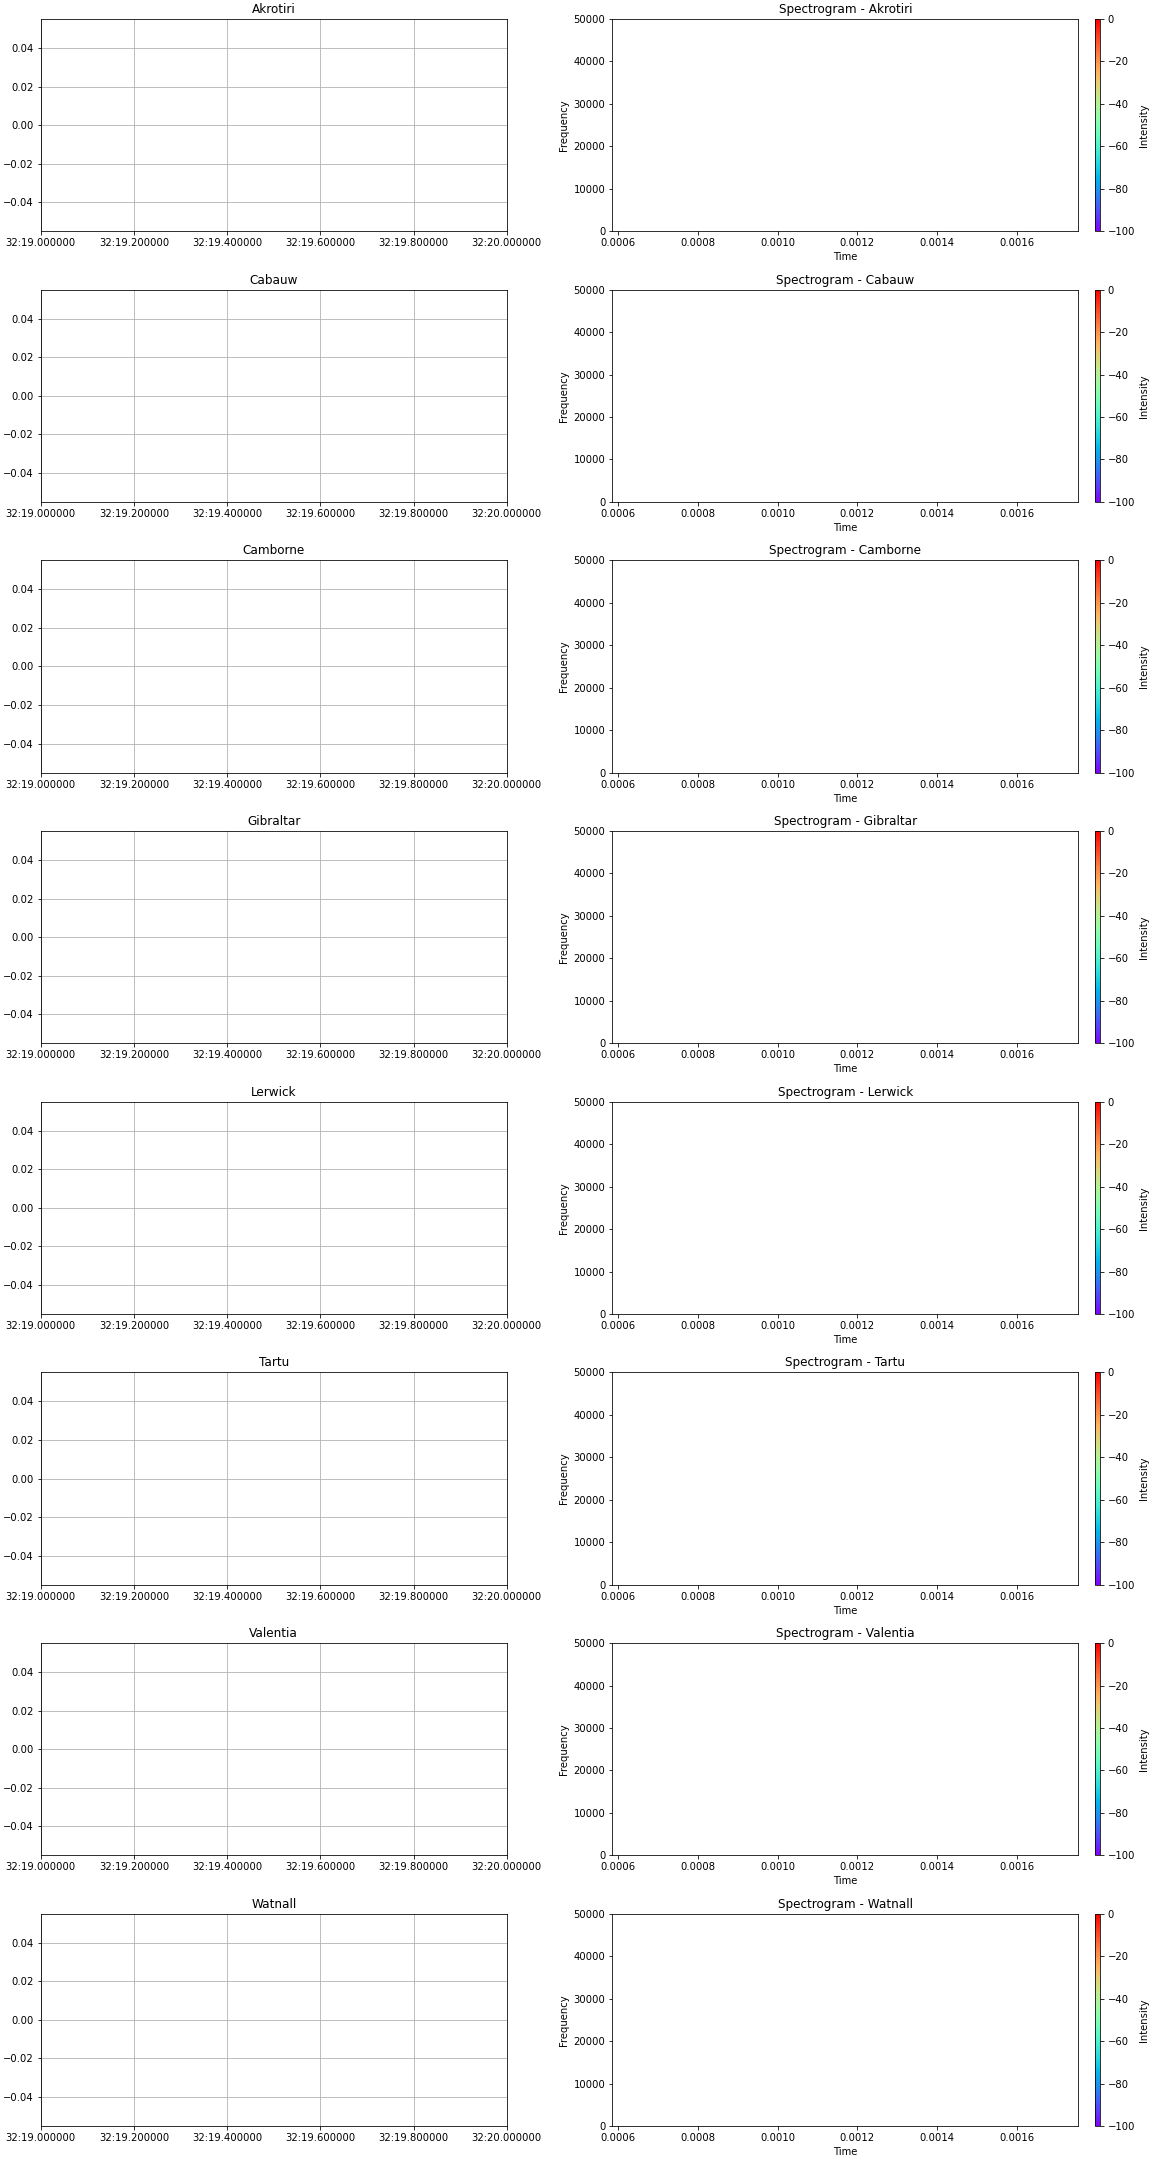 Akrotiri
0.04
0.02
0.00
−0.02
−0.04
32:19.000000 32:19.200000 32:19.400000 32:19.600000 32:19.800000 32:20.000000
Spectrogram - Akrotiri
50000
40000
30000
20000
10000
0
Frequency
0.0006 0.0008 0.0010 0.0012 0.0014 0.0016
Time
0
−20
−40
−60
−80
−100
Intensity
Cabauw
0.04
0.02
0.00
−0.02
−0.04
32:19.000000 32:19.200000 32:19.400000 32:19.600000 32:19.800000 32:20.000000
Spectrogram - Cabauw
50000
40000
30000
20000
10000
0
Frequency
0.0006 0.0008 0.0010 0.0012 0.0014 0.0016
Time
0
−20
−40
−60
−80
−100
Intensity
Camborne
0.04
0.02
0.00
−0.02
−0.04
32:19.000000 32:19.200000 32:19.400000 32:19.600000 32:19.800000 32:20.000000
Spectrogram - Camborne
50000
40000
30000
20000
10000
0
Frequency
0.0006 0.0008 0.0010 0.0012 0.0014 0.0016
Time
0
−20
−40
−60
−80
−100
Intensity
Gibraltar
0.04
0.02
0.00
−0.02
−0.04
32:19.000000 32:19.200000 32:19.400000 32:19.600000 32:19.800000 32:20.000000
Spectrogram - Gibraltar
50000
40000
30000
20000
10000
0
Frequency
0.0006 0.0008 0.0010 0.0012 0.0014 0.0016
Time
0
−20
−40
−60
−80
−100
Intensity
Lerwick
0.04
0.02
0.00
−0.02
−0.04
32:19.000000 32:19.200000 32:19.400000 32:19.600000 32:19.800000 32:20.000000
Spectrogram - Lerwick
50000
40000
30000
20000
10000
0
Frequency
0.0006 0.0008 0.0010 0.0012 0.0014 0.0016
Time
0
−20
−40
−60
−80
−100
Intensity
Tartu
0.04
0.02
0.00
−0.02
−0.04
32:19.000000 32:19.200000 32:19.400000 32:19.600000 32:19.800000 32:20.000000
Spectrogram - Tartu
50000
40000
30000
20000
10000
0
Frequency
0.0006 0.0008 0.0010 0.0012 0.0014 0.0016
Time
0
−20
−40
−60
−80
−100
Intensity
Valentia
0.04
0.02
0.00
−0.02
−0.04
32:19.000000 32:19.200000 32:19.400000 32:19.600000 32:19.800000 32:20.000000
Spectrogram - Valentia
50000
40000
30000
20000
10000
0
Frequency
0.0006 0.0008 0.0010 0.0012 0.0014 0.0016
Time
0
−20
−40
−60
−80
−100
Intensity
Watnall
0.04
0.02
0.00
−0.02
−0.04
32:19.000000 32:19.200000 32:19.400000 32:19.600000 32:19.800000 32:20.000000
Spectrogram - Watnall
50000
40000
30000
20000
10000
0
Frequency
0.0006 0.0008 0.0010 0.0012 0.0014 0.0016
Time
0
−20
−40
−60
−80
−100
Intensity